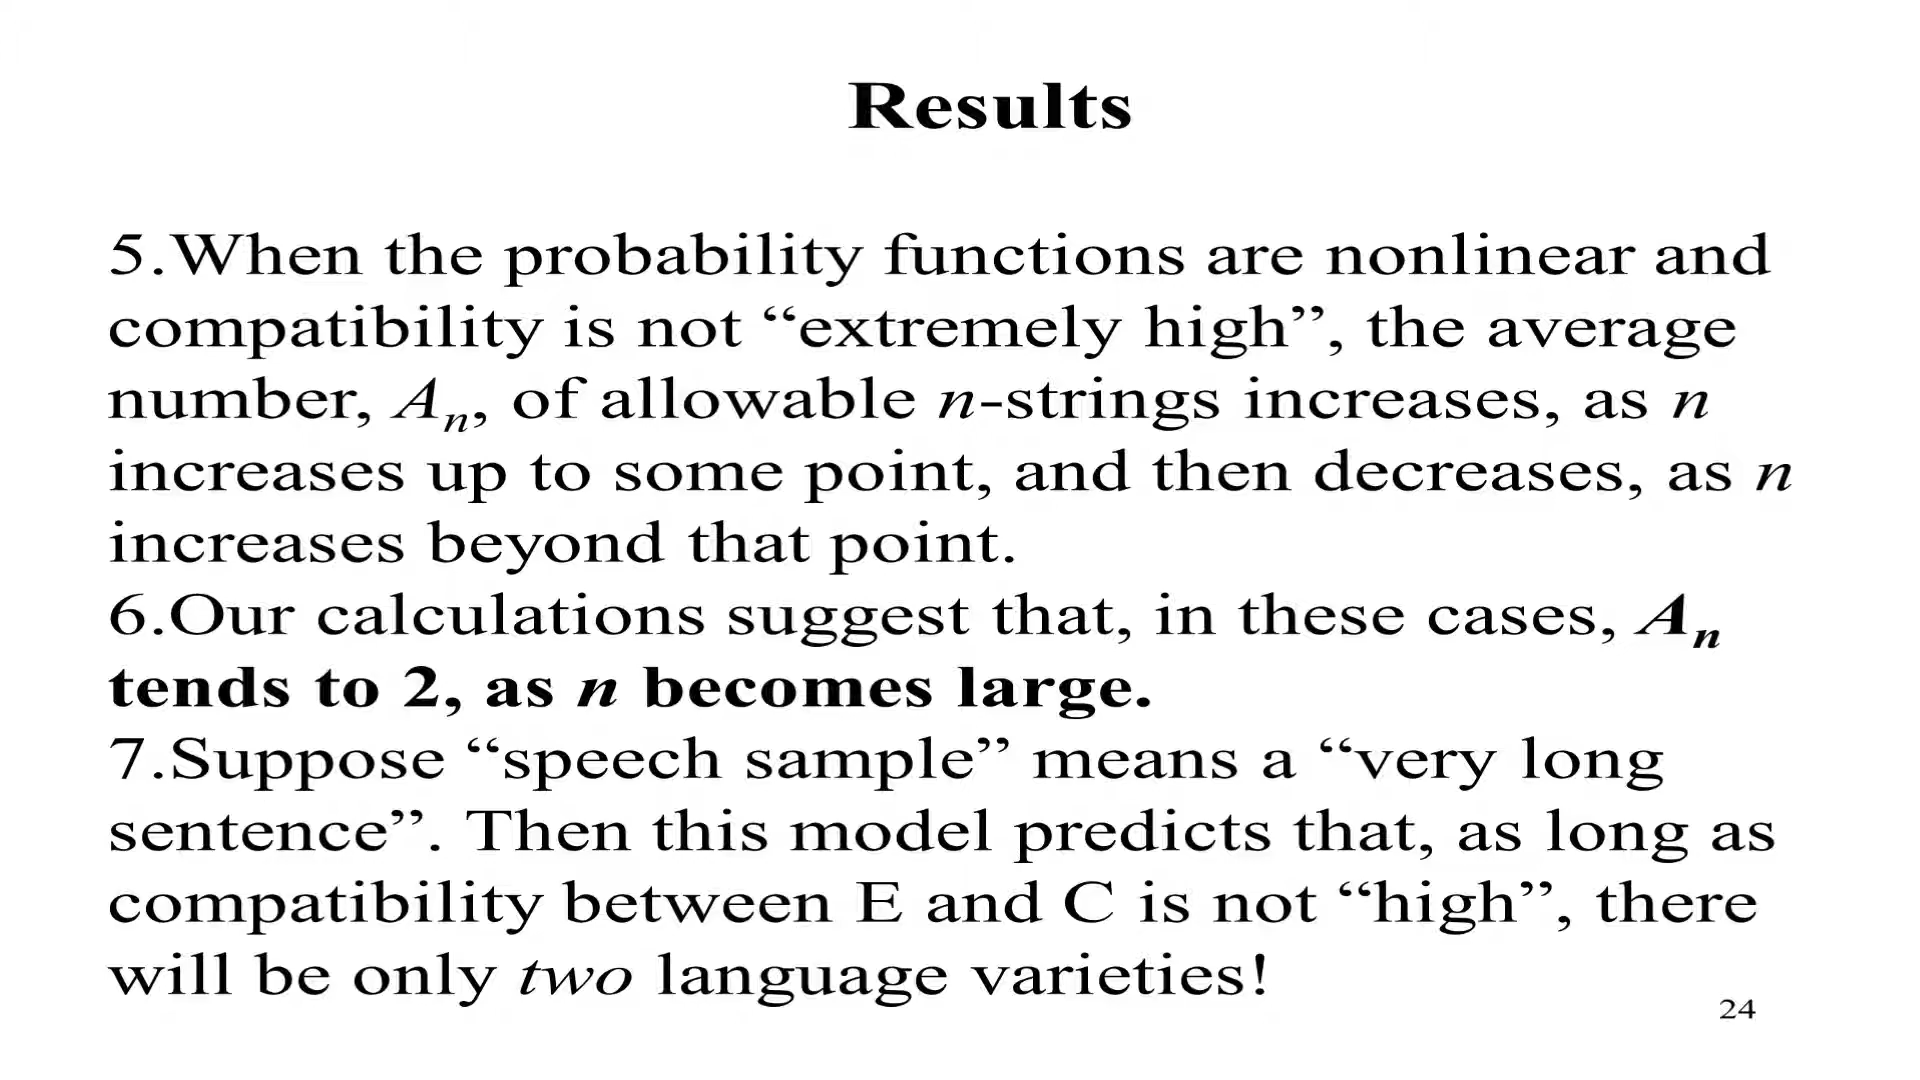 Results
5.When the probability functions are nonlinear and
compatibility is not “extremely high”, the average
number, Aₙ, of allowable n-strings increases, as n
increases up to some point, and then decreases, as n
increases beyond that point.
6.Our calculations suggest that, in these cases, Aₙ
tends to 2, as n becomes large.
7.Suppose “speech sample” means a “very long
sentence”. Then this model predicts that, as long as
compatibility between E and C is not “high”, there
will be only two language varieties!
24